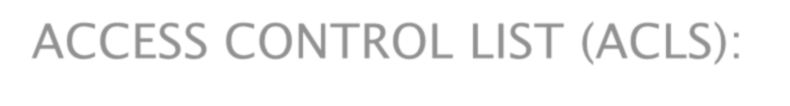 ACCESS CONTROL LIST (ACLS):